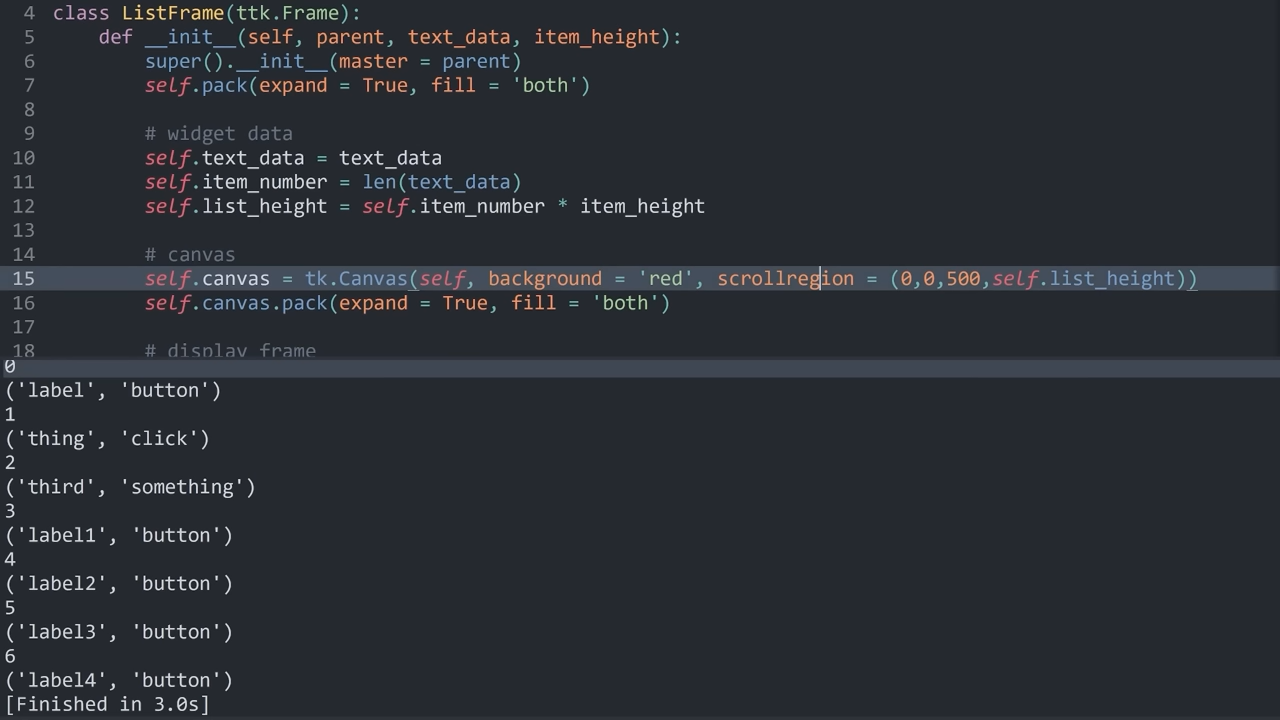 4 class ListFrame(ttk.Frame):
5     def __init__(self, parent, text_data, item_height):
6         super().__init__(master = parent)
7         self.pack(expand = True, fill = 'both')
8
9         # widget data
10         self.text_data = text_data
11         self.item_number = len(text_data)
12         self.list_height = self.item_number * item_height
13
14         # canvas
15         self.canvas = tk.Canvas(self, background = 'red', scrollregion = (0,0,500,self.list_height))
16         self.canvas.pack(expand = True, fill = 'both')
17
18         # display frame
0
('label', 'button')
1
('thing', 'click')
2
('third', 'something')
3
('label1', 'button')
4
('label2', 'button')
5
('label3', 'button')
6
('label4', 'button')
[Finished in 3.0s]